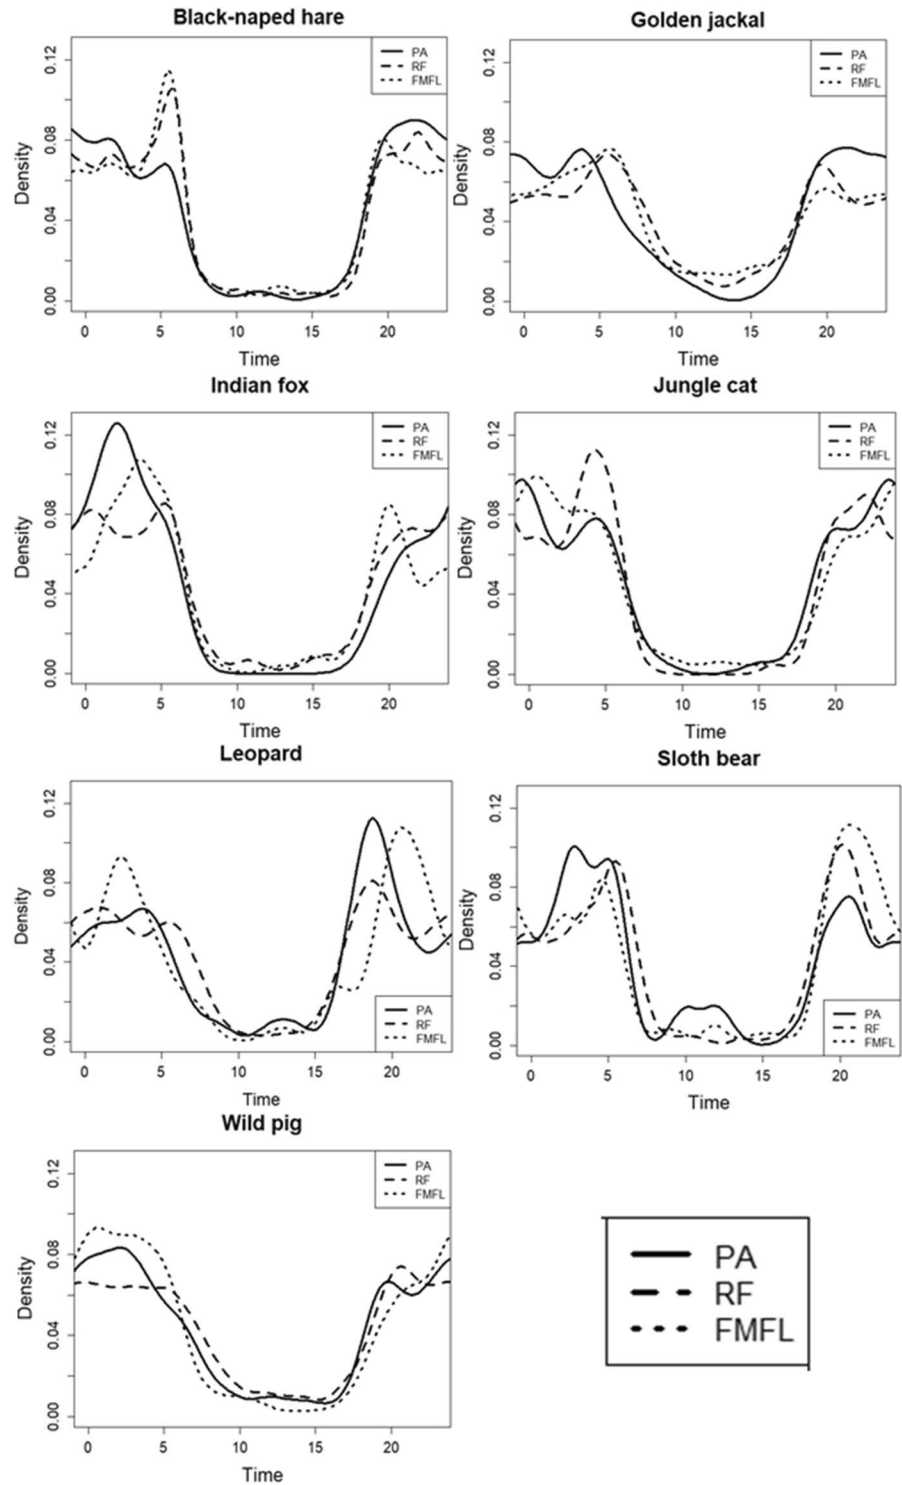 Black-naped hare
Golden jackal
Density
0.00 0.04 0.08 0.12
PA
RF
FMFL
0 5 10 15 20
Time
Density
0.00 0.04 0.08 0.12
PA
RF
FMFL
0 5 10 15 20
Time
Indian fox
Jungle cat
Density
0.00 0.04 0.08 0.12
PA
RF
FMFL
0 5 10 15 20
Time
Density
0.00 0.04 0.08 0.12
PA
RF
FMFL
0 5 10 15 20
Time
Leopard
Sloth bear
Density
0.00 0.04 0.08 0.12
PA
RF
FMFL
0 5 10 15 20
Time
Density
0.00 0.04 0.08 0.12
PA
RF
FMFL
0 5 10 15 20
Time
Wild pig
Density
0.00 0.04 0.08 0.12
PA
RF
FMFL
0 5 10 15 20
Time
PA
RF
FMFL